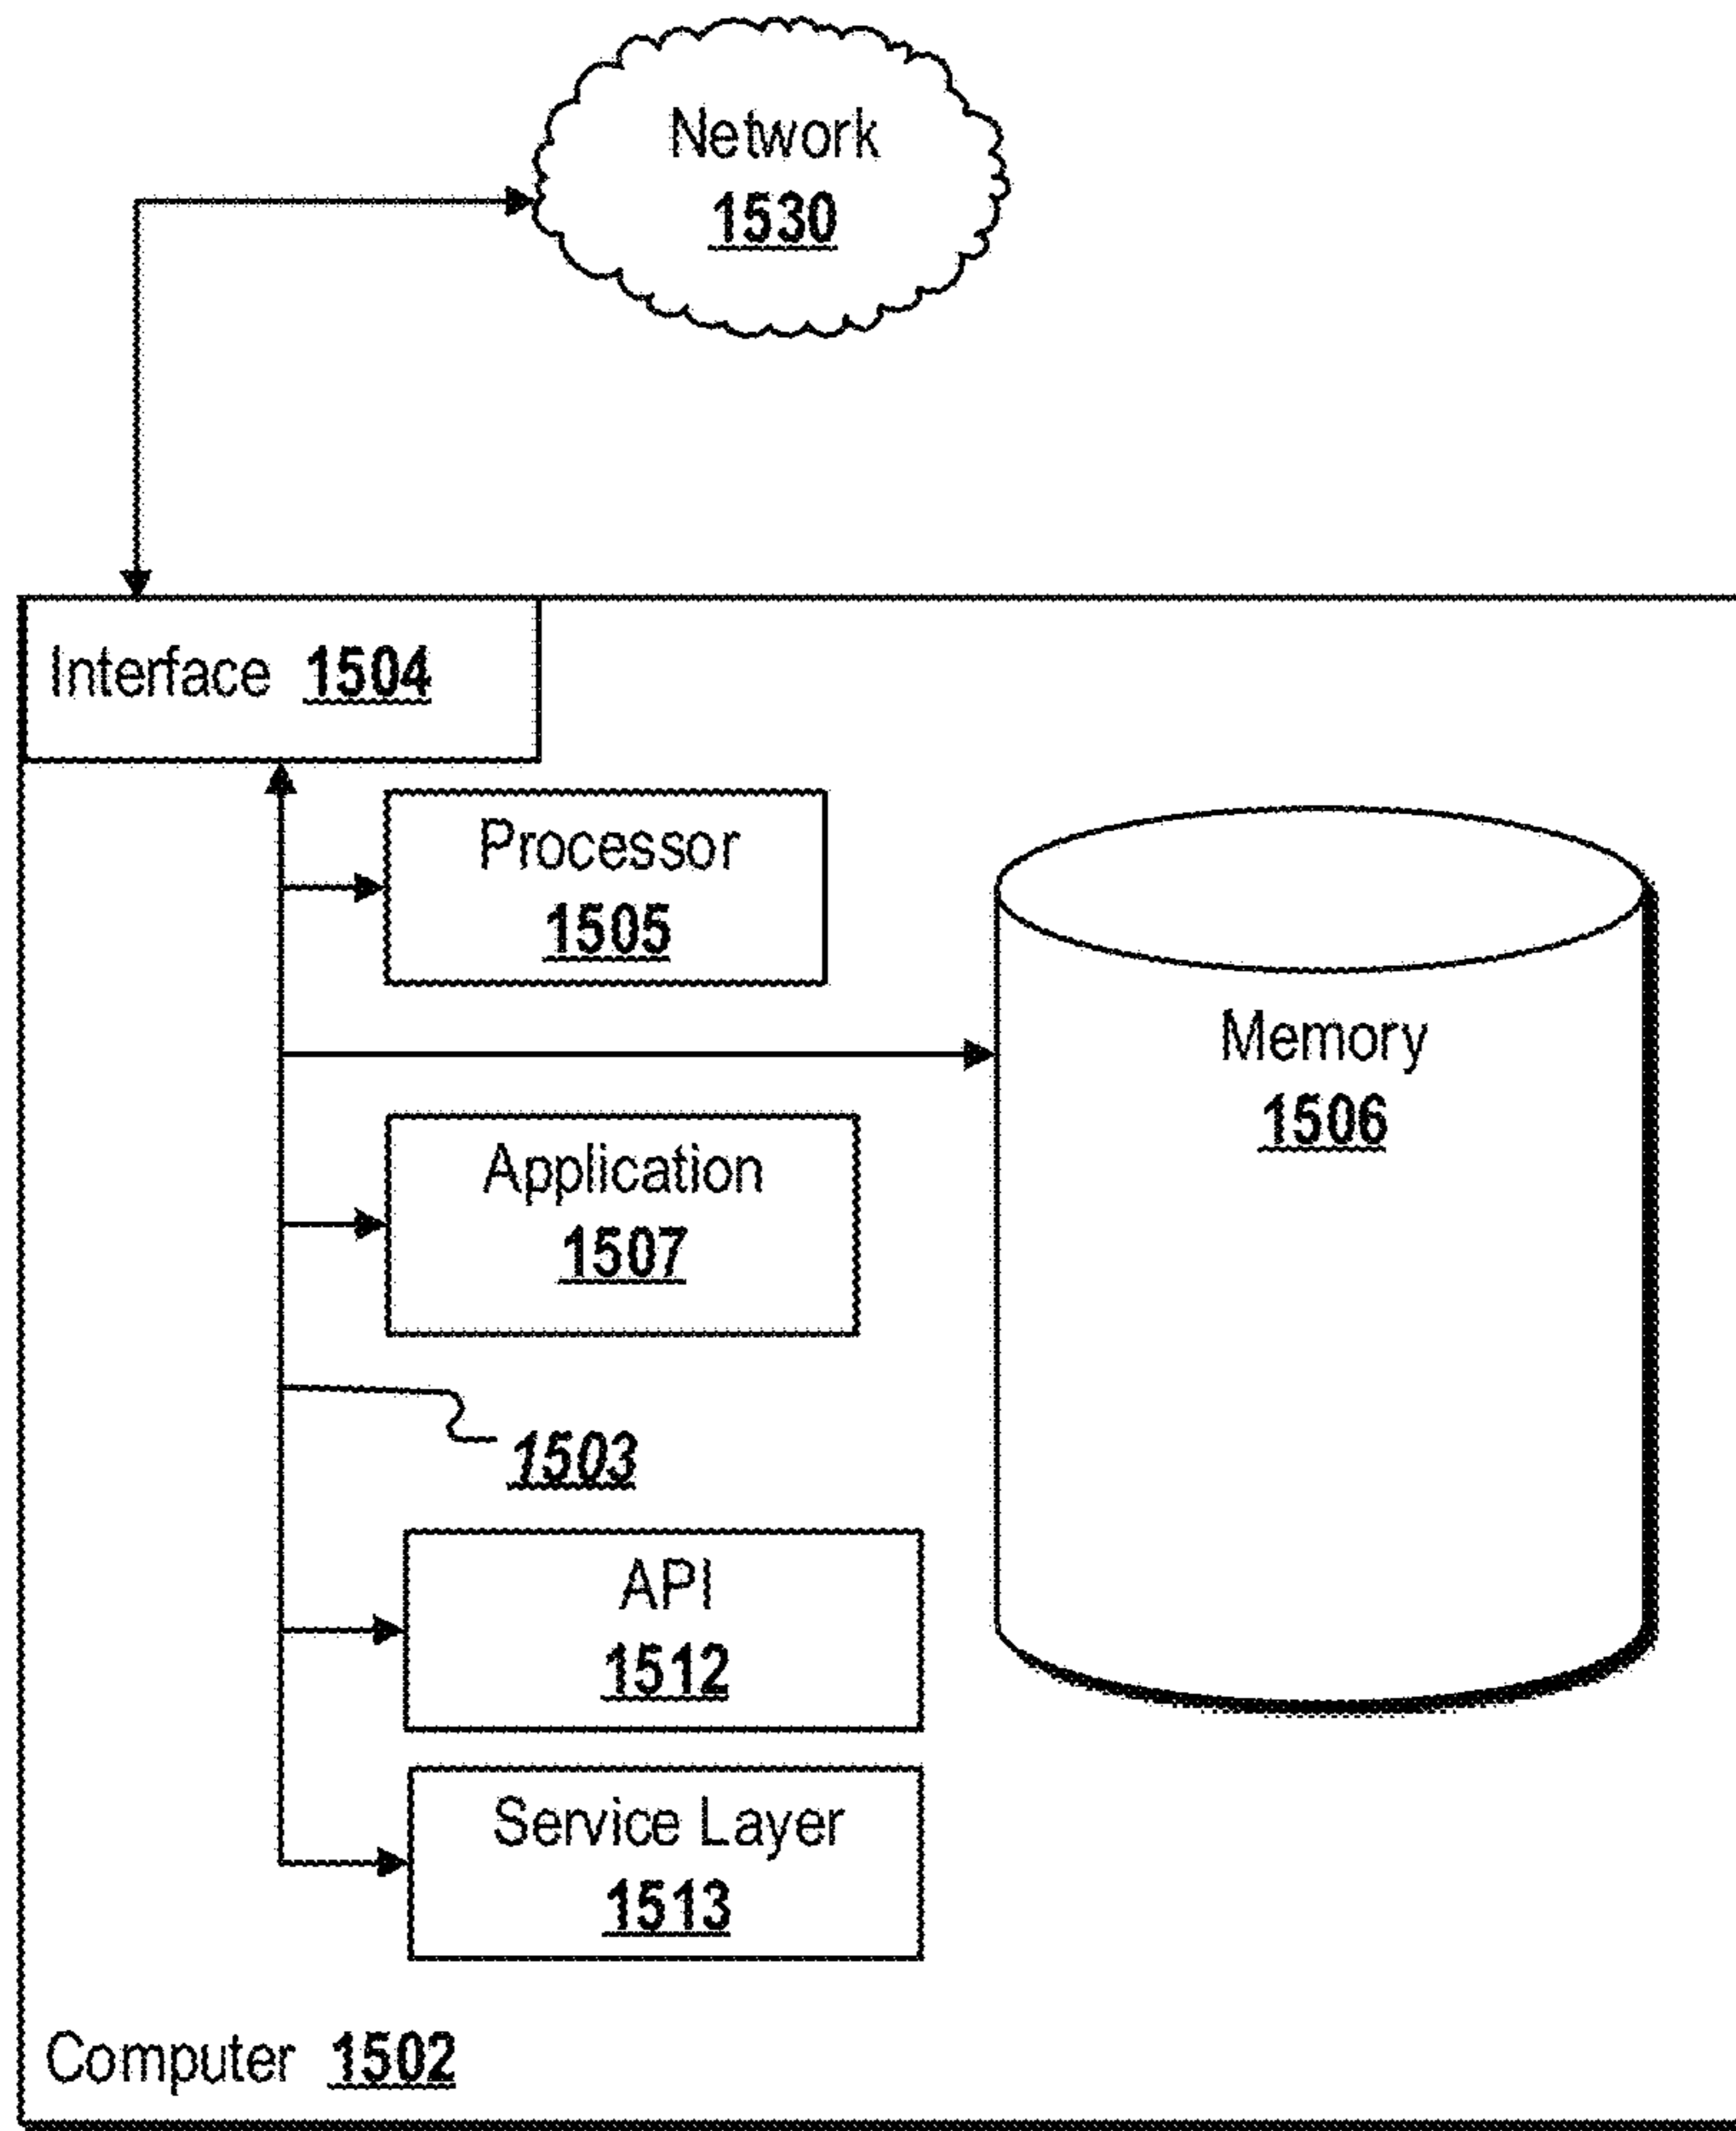 Network
1530
Interface 1504
Processor
1505
Memory
1506
Application
1507
1503
API
1512
Service Layer
1513
Computer 1502